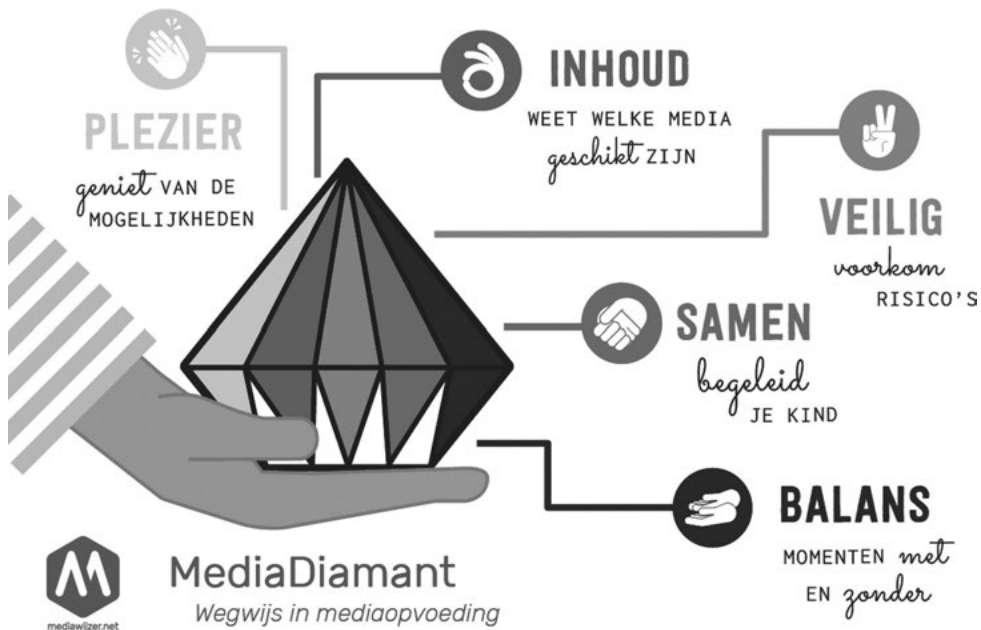 PLEZIER
geniet VAN DE
MOGELIJKHEDEN
INHOUD
WEET WELKE MEDIA
geschikt ZIJN
VEILIG
voorkom
RISICO'S
SAMEN
begeleid
JE KIND
BALANS
MOMENTEN met
EN zonder
MediaDiamant
Wegwijs in mediaopvoeding
mediawijzer.net